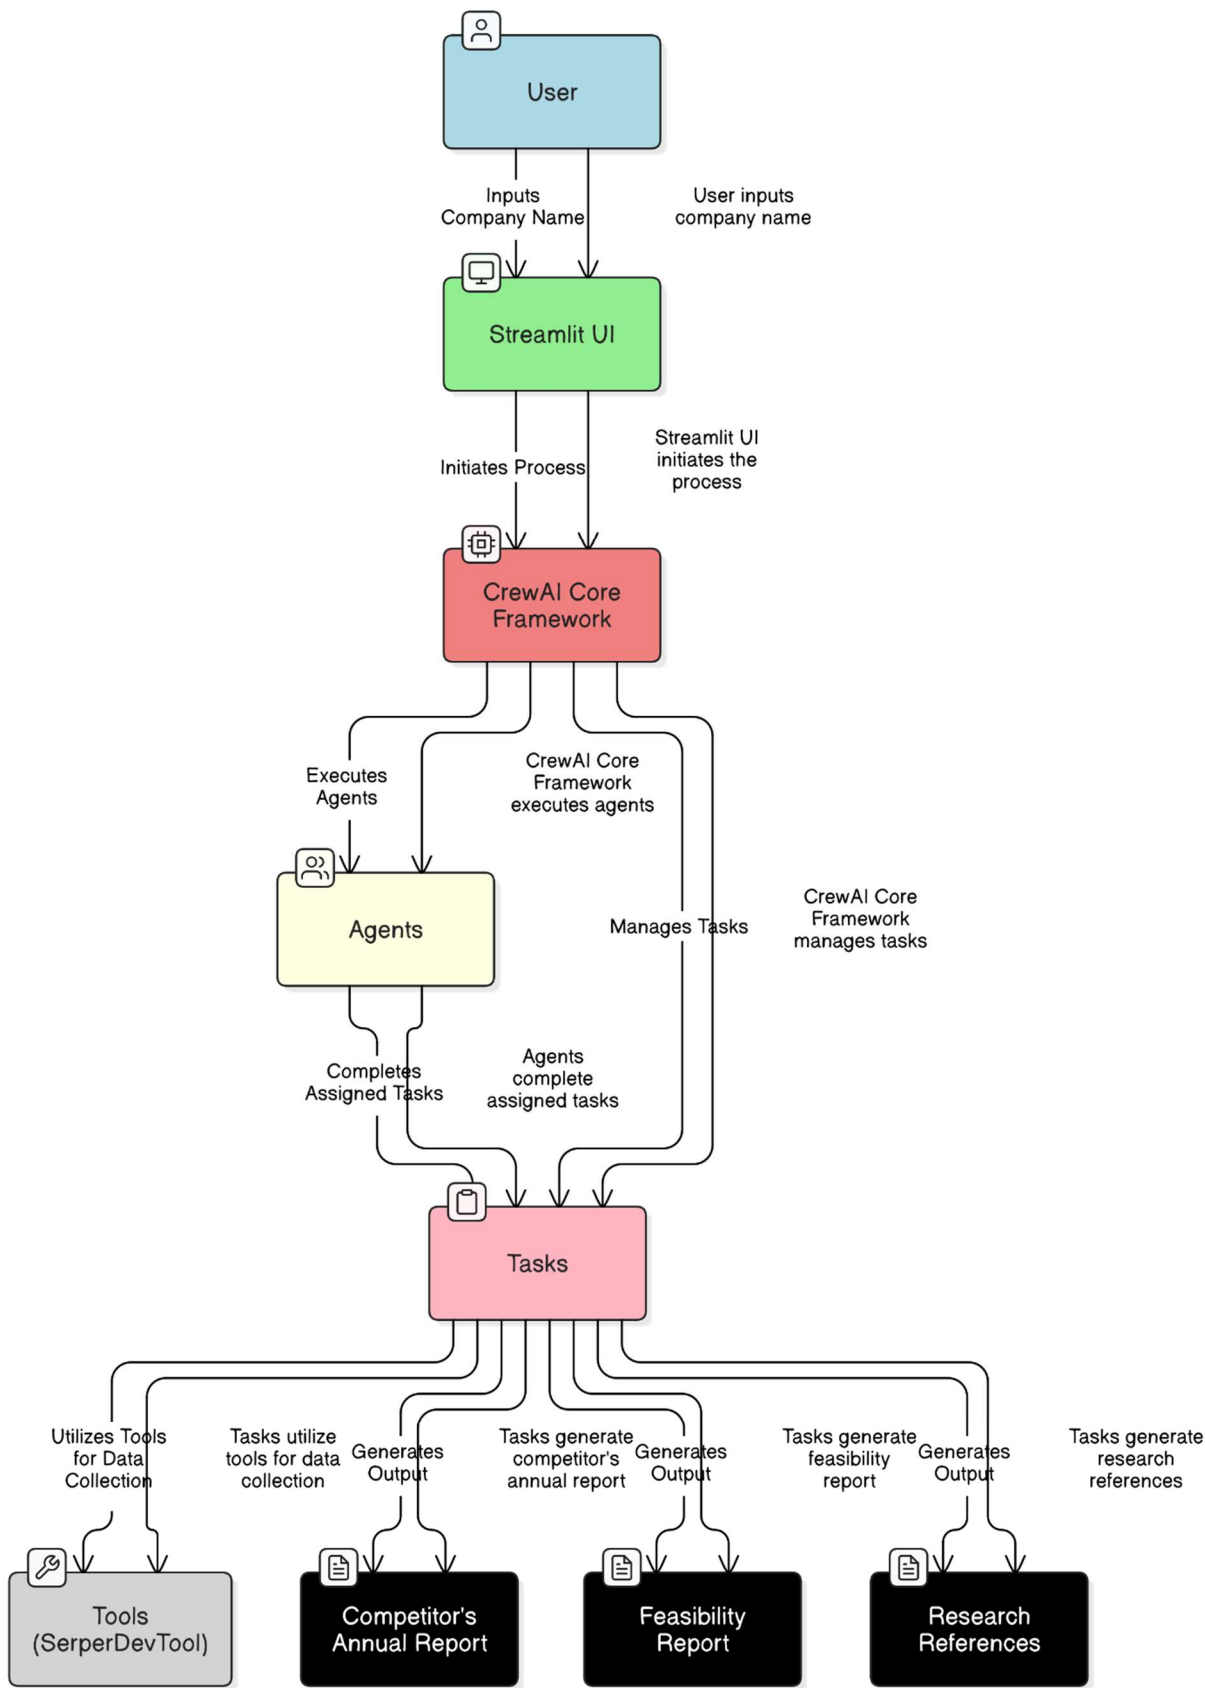 User
Inputs
Company Name
User inputs
company name
Streamlit UI
Initiates Process
Streamlit UI
initiates the
process
CrewAI Core
Framework
Executes
Agents
CrewAI Core
Framework
executes agents
Agents
Manages Tasks
CrewAI Core
Framework
manages tasks
Completes
Assigned Tasks
Agents
complete
assigned tasks
Tasks
Utilizes Tools
for Data
Collection
Tasks utilize
tools for data
collection
Generates
Output
Tasks generate
competitor's
annual report
Generates
Output
Tasks generate
feasibility
report
Generates
Output
Tasks generate
research
references
Tools
(SerperDevTool)
Competitor's
Annual Report
Feasibility
Report
Research
References